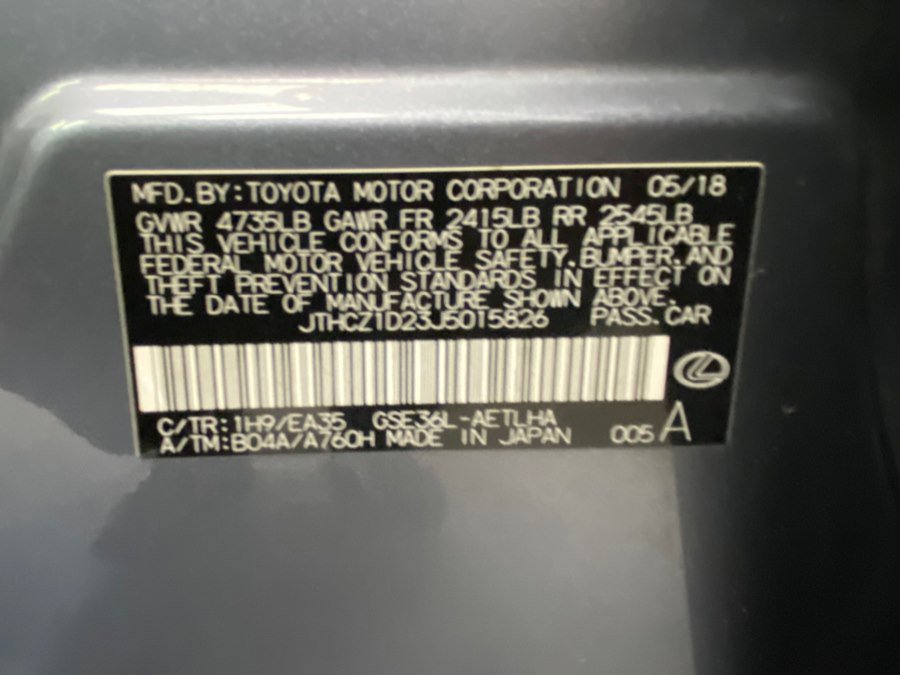 MFD.BY:TOYOTA MOTOR CORPORATION 05/18
GVWR 4735LB GAWR FR 2415LB RR 2545LB
THIS VEHICLE CONFORMS TO ALL APPLICABLE
FEDERAL MOTOR VEHICLE SAFETY.BUMPER.AND
THEFT PREVENTION STANDARDS IN EFFECT ON
THE DATE OF MANUFACTURE SHOWN ABOVE.
JTHCZ1D23J5015826 PASS.CAR
C/TR:1H9/EA35 GSE36L-AETLHA
A/TM:B04A/A760H MADE IN JAPAN 005 A